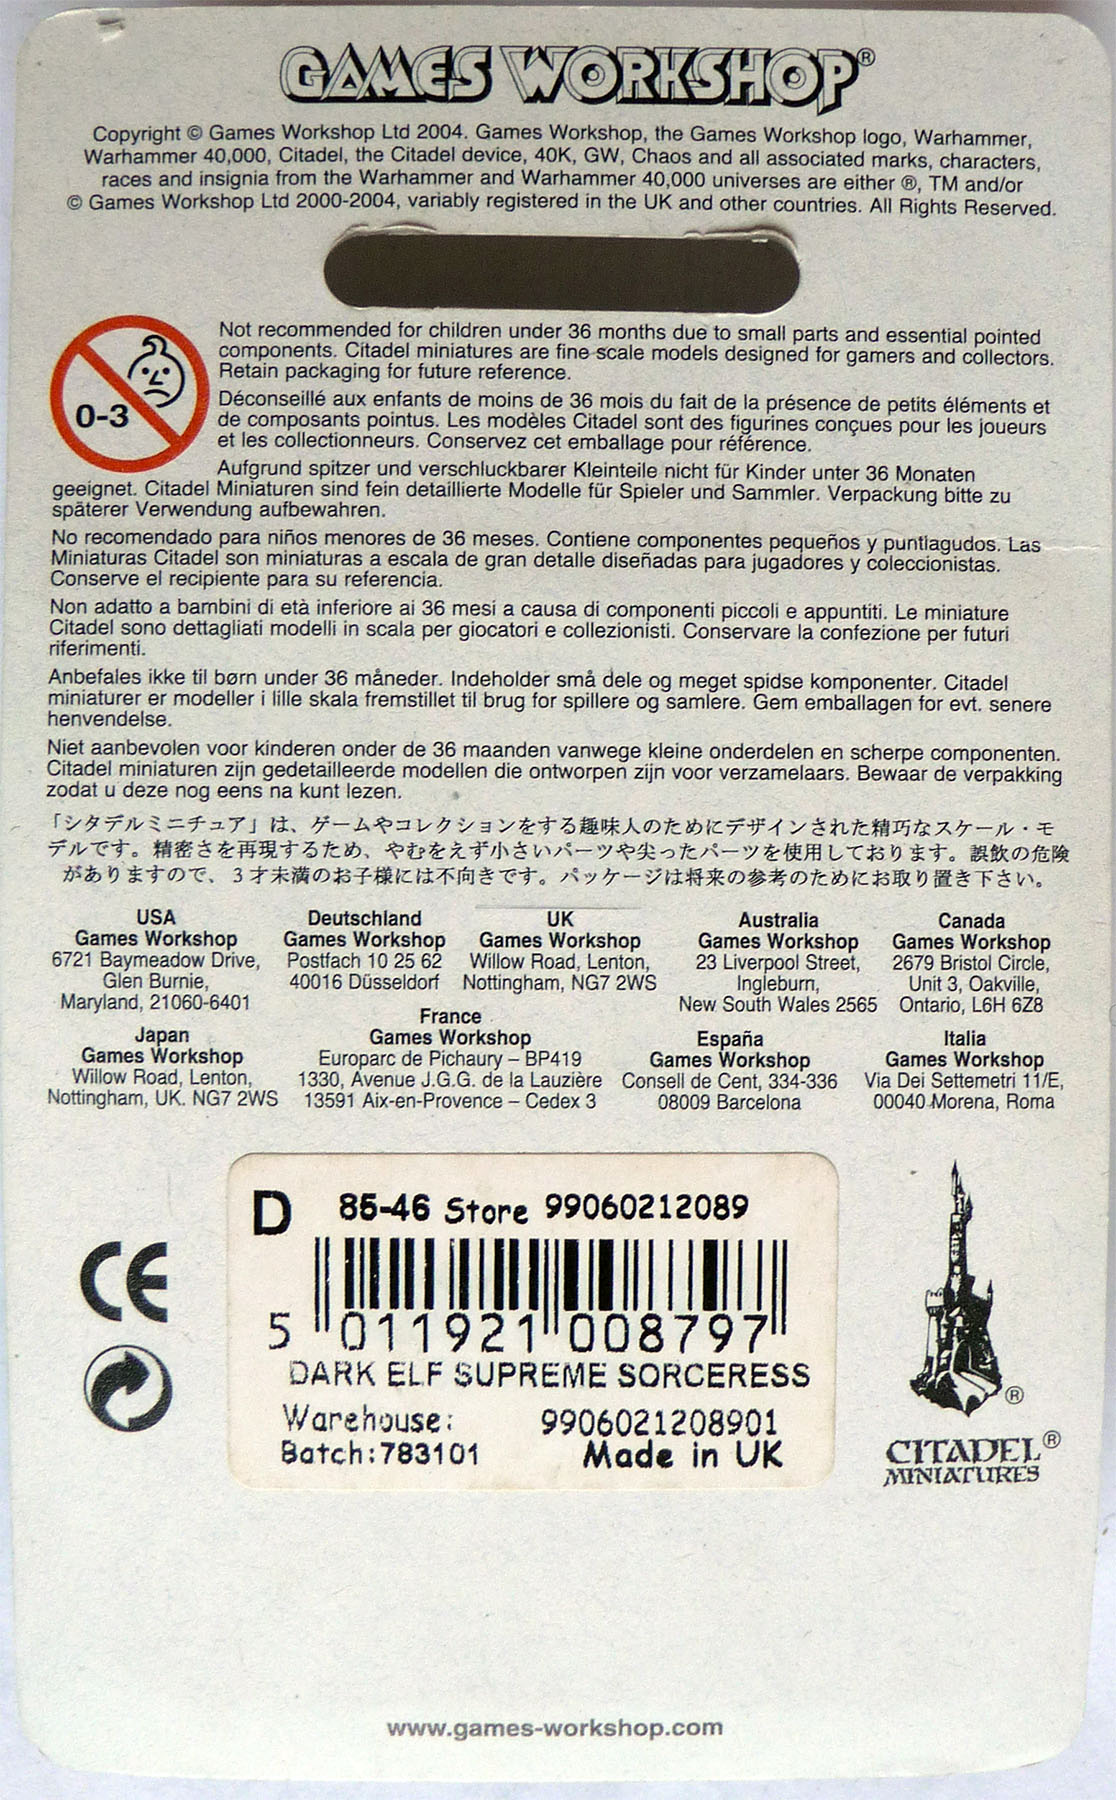 GAMES WORKSHOP®
Copyright © Games Workshop Ltd 2004. Games Workshop, the Games Workshop logo, Warhammer,
Warhammer 40,000, Citadel, the Citadel device, 40K, GW, Chaos and all associated marks, characters,
races and insignia from the Warhammer and Warhammer 40,000 universes are either ®, TM and/or
© Games Workshop Ltd 2000-2004, variably registered in the UK and other countries. All Rights Reserved.
0-3
Not recommended for children under 36 months due to small parts and essential pointed
components. Citadel miniatures are fine scale models designed for gamers and collectors.
Retain packaging for future reference.
Déconseillé aux enfants de moins de 36 mois du fait de la présence de petits éléments et
de composants pointus. Les modèles Citadel sont des figurines conçues pour les joueurs
et les collectionneurs. Conservez cet emballage pour référence.
Aufgrund spitzer und verschluckbarer Kleinteile nicht für Kinder unter 36 Monaten
geeignet. Citadel Miniaturen sind fein detaillierte Modelle für Spieler und Sammler. Verpackung bitte zu
späterer Verwendung aufbewahren.
No recomendado para niños menores de 36 meses. Contiene componentes pequeños y puntiagudos. Las
Miniaturas Citadel son miniaturas a escala de gran detalle diseñadas para jugadores y coleccionistas.
Conserve el recipiente para su referencia.
Non adatto a bambini di età inferiore ai 36 mesi a causa di componenti piccoli e appuntiti. Le miniature
Citadel sono dettagliati modelli in scala per giocatori e collezionisti. Conservare la confezione per futuri
riferimenti.
Anbefales ikke til børn under 36 måneder. Indeholder små dele og meget spidse komponenter. Citadel
miniaturer er modeller i lille skala fremstillet til brug for spillere og samlere. Gem emballagen for evt. senere
henvendelse.
Niet aanbevolen voor kinderen onder de 36 maanden vanwege kleine onderdelen en scherpe componenten.
Citadel miniaturen zijn gedetailleerde modellen die ontworpen zijn voor verzamelaars. Bewaar de verpakking
zodat u deze nog eens na kunt lezen.
「シタデルミニチュア」は、ゲームやコレクションをする趣味人のためにデザインされた精巧なスケール・モ
デルです。精密さを再現するため、やむをえず小さいパーツや尖ったパーツを使用しております。誤飲の危険
がありますので、3才未満のお子様には不向きです。パッケージは将来の参考のためにお取り置き下さい。
USA
Games Workshop
6721 Baymeadow Drive,
Glen Burnie,
Maryland, 21060-6401
Deutschland
Games Workshop
Postfach 10 25 62
40016 Düsseldorf
UK
Games Workshop
Willow Road, Lenton,
Nottingham, NG7 2WS
Australia
Games Workshop
23 Liverpool Street,
Ingleburn,
New South Wales 2565
Canada
Games Workshop
2679 Bristol Circle,
Unit 3, Oakville,
Ontario, L6H 6Z8
Japan
Games Workshop
Willow Road, Lenton,
Nottingham, UK. NG7 2WS
France
Games Workshop
Europarc de Pichaury – BP419
1330, Avenue J.G.G. de la Lauzière
13591 Aix-en-Provence – Cedex 3
España
Games Workshop
Consell de Cent, 334-336
08009 Barcelona
Italia
Games Workshop
Via Dei Settemetri 11/E,
00040 Morena, Roma
D 85-46 Store 99060212089
5 011921 008797
DARK ELF SUPREME SORCERESS
Warehouse: 9906021208901
Batch:783101 Made in UK
CE
®
CITADEL®
MINIATURES
www.games-workshop.com